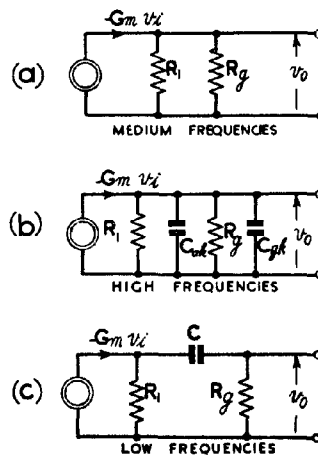 (a)
-Gm vi
R1
Rg
v0
MEDIUM FREQUENCIES
(b)
-Gm vi
R1
Cak
Rg
Cgk
v0
HIGH FREQUENCIES
(c)
-Gm vi
C
R1
Rg
v0
LOW FREQUENCIES